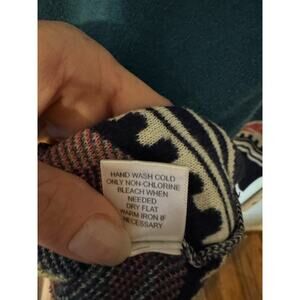 HAND WASH COLD
ONLY NON-CHLORINE
BLEACH WHEN
NEEDED
DRY FLAT
WARM IRON IF
NECESSARY